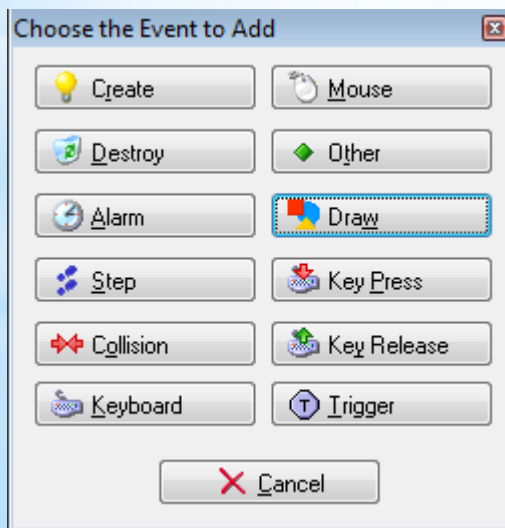 Choose the Event to Add
Create
Mouse
Destroy
Other
Alarm
Draw
Step
Key Press
Collision
Key Release
Keyboard
T Trigger
Cancel